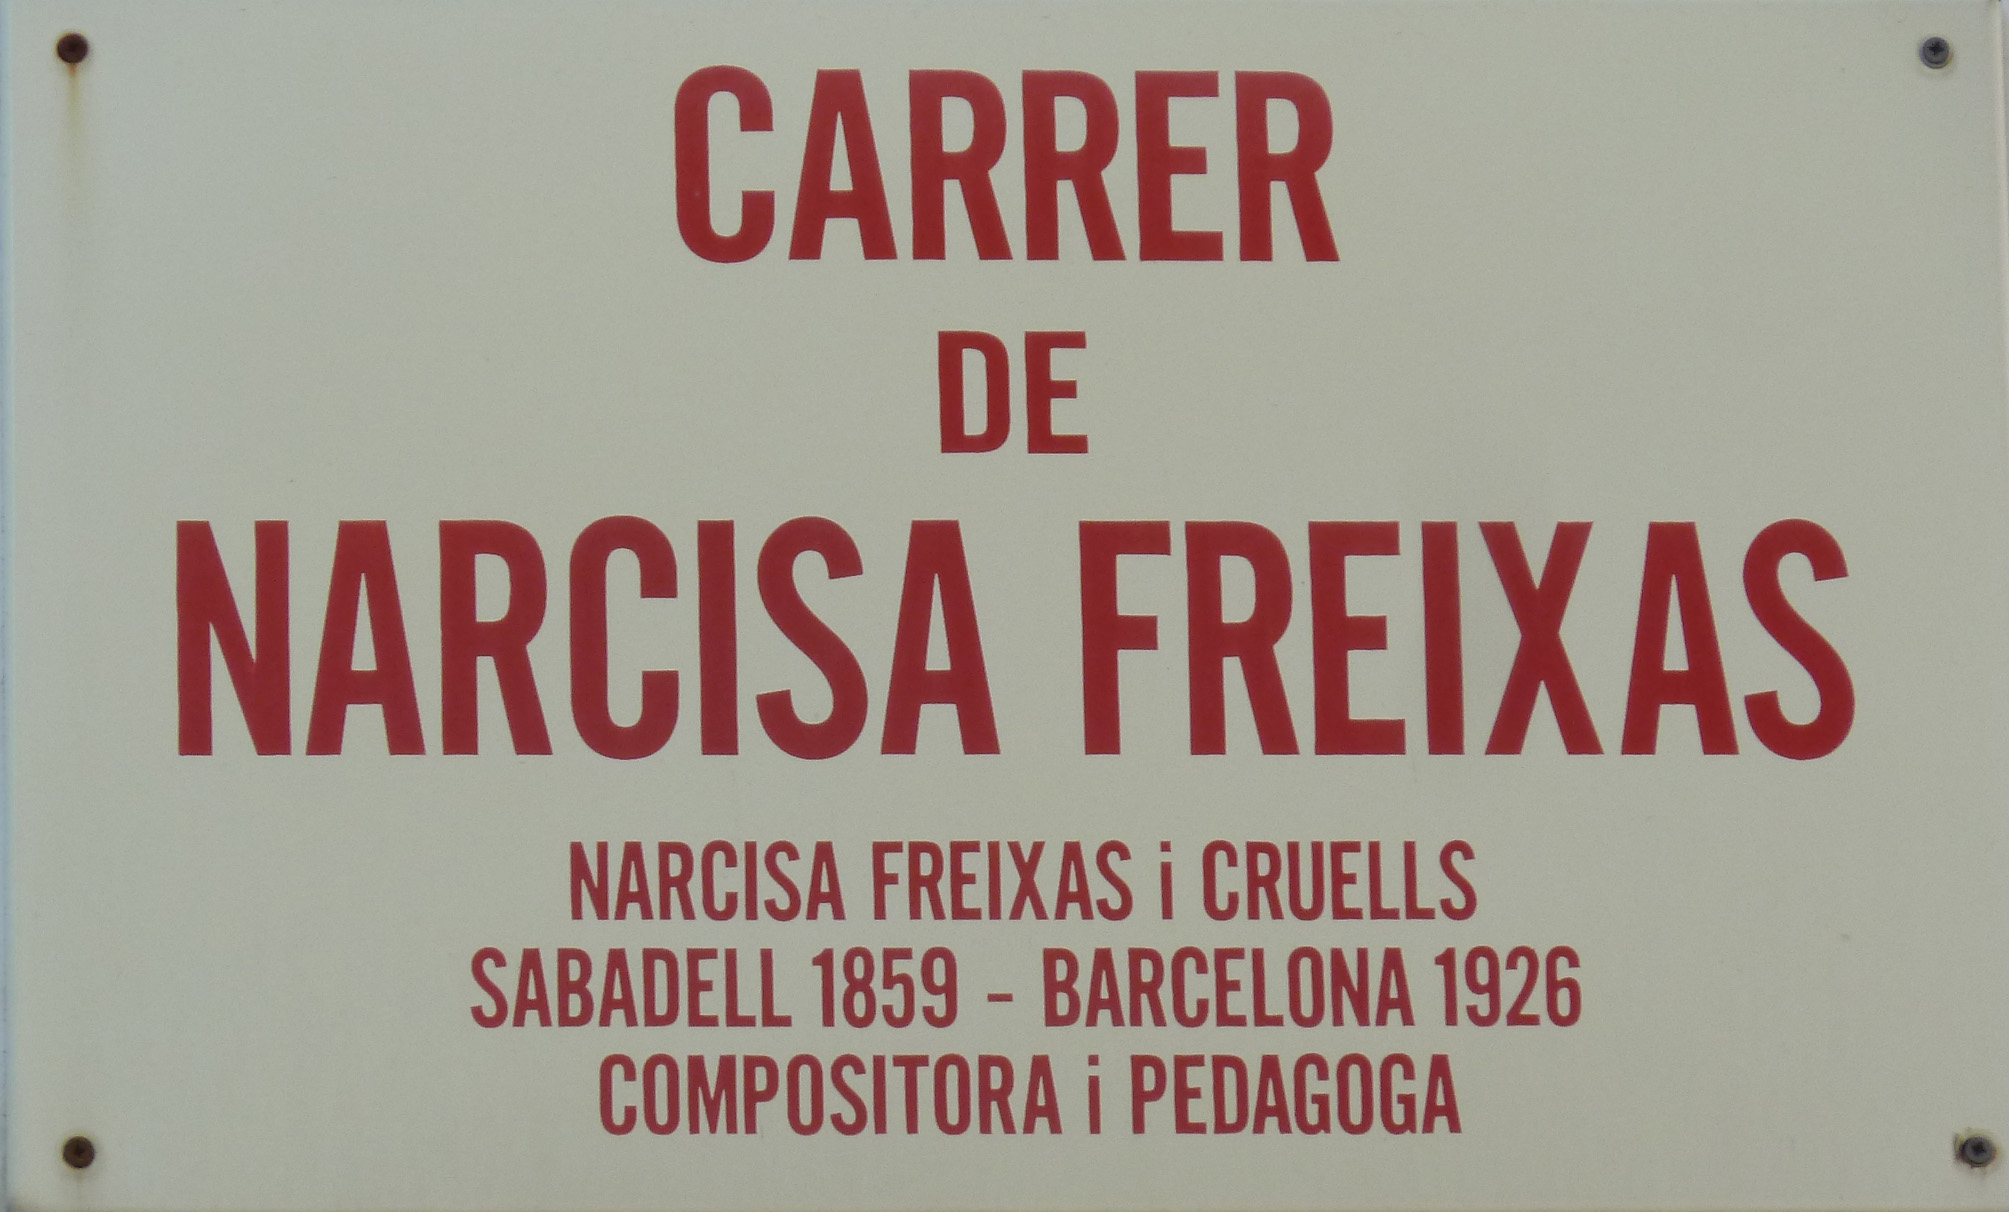 CARRER
DE
NARCISA FREIXAS
NARCISA FREIXAS i CRUELLS
SABADELL 1859 - BARCELONA 1926
COMPOSITORA i PEDAGOGA